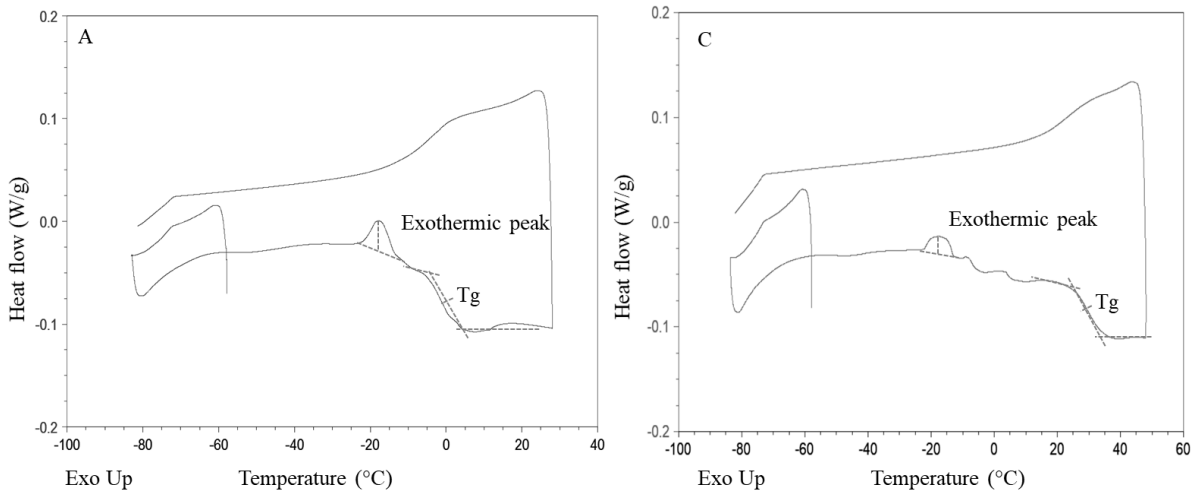 A
Heat flow (W/g)
0.2
0.1
0.0
-0.1
-0.2
Exothermic peak
Tg
-100 -80 -60 -40 -20 0 20 40
Exo Up Temperature (°C)
C
Heat flow (W/g)
0.2
0.1
0.0
-0.1
-0.2
Exothermic peak
Tg
-100 -80 -60 -40 -20 0 20 40 60
Exo Up Temperature (°C)